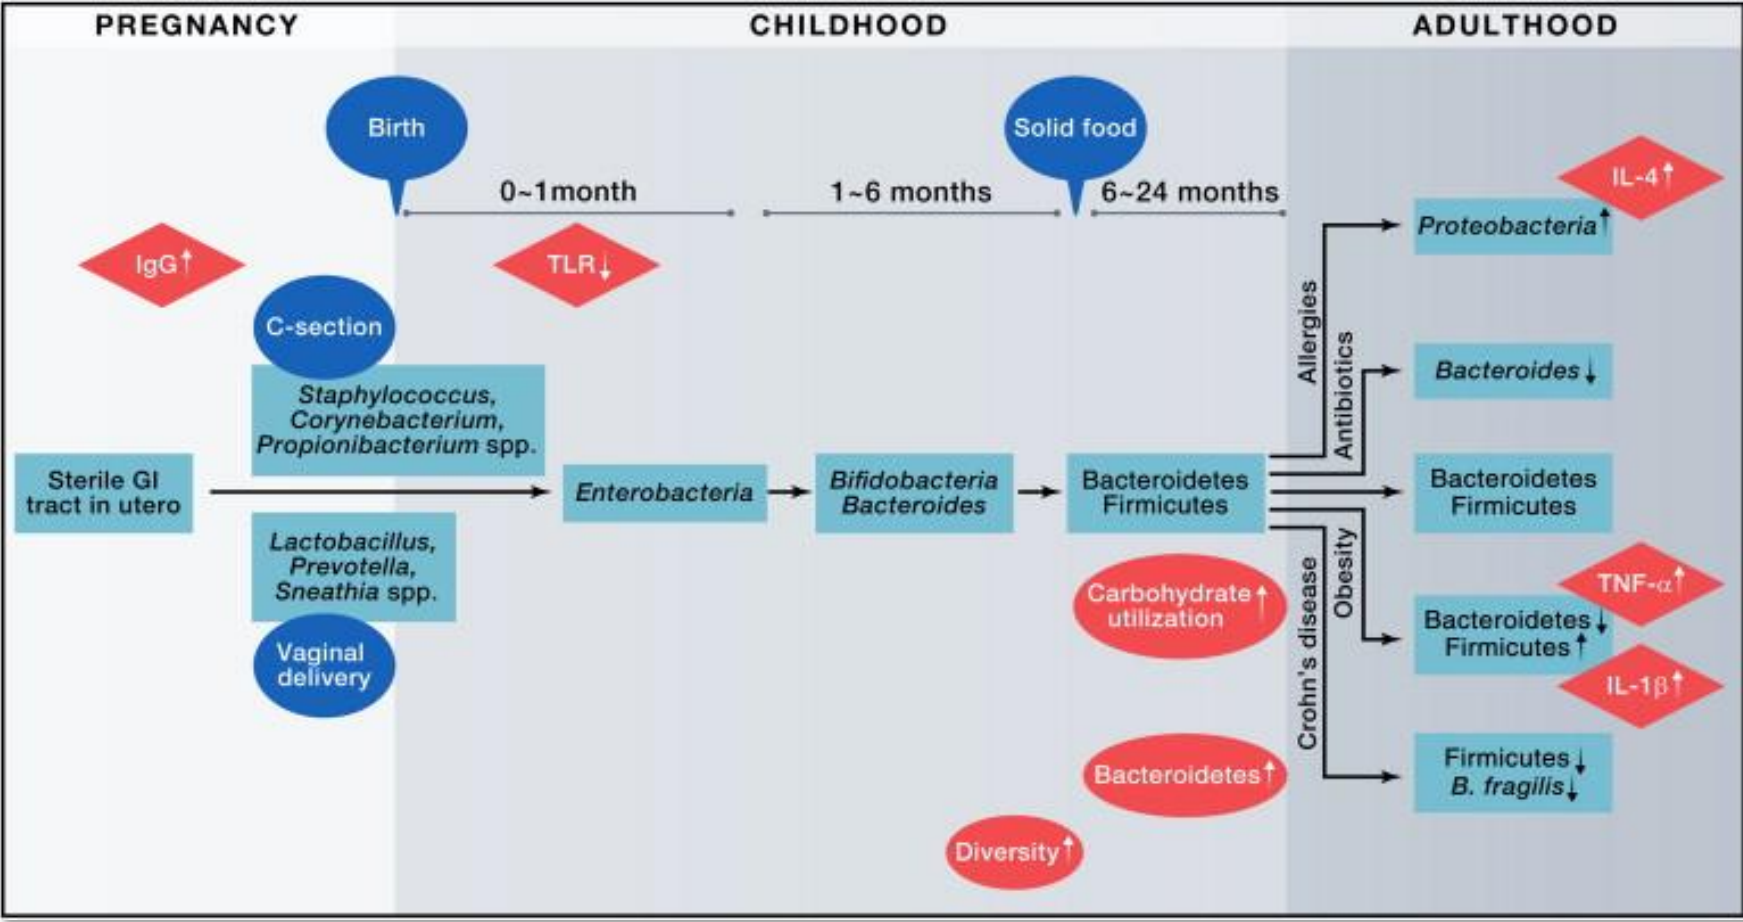 PREGNANCY
CHILDHOOD
ADULTHOOD
Birth
Solid food
0~1month
1~6 months
6~24 months
IgG↑
TLR↓
IL-4↑
Proteobacteria↑
C-section
Staphylococcus,
Corynebacterium,
Propionibacterium spp.
Allergies
Antibiotics
Bacteroides↓
Sterile GI
tract in utero
Enterobacteria
Bifidobacteria
Bacteroides
Bacteroidetes
Firmicutes
Bacteroidetes
Firmicutes
Lactobacillus,
Prevotella,
Sneathia spp.
Vaginal
delivery
Carbohydrate↑
utilization
Crohn's disease
Obesity
TNF-α↑
Bacteroidetes↓
Firmicutes↑
IL-1β↑
Bacteroidetes↑
Firmicutes↓
B. fragilis↓
Diversity↑